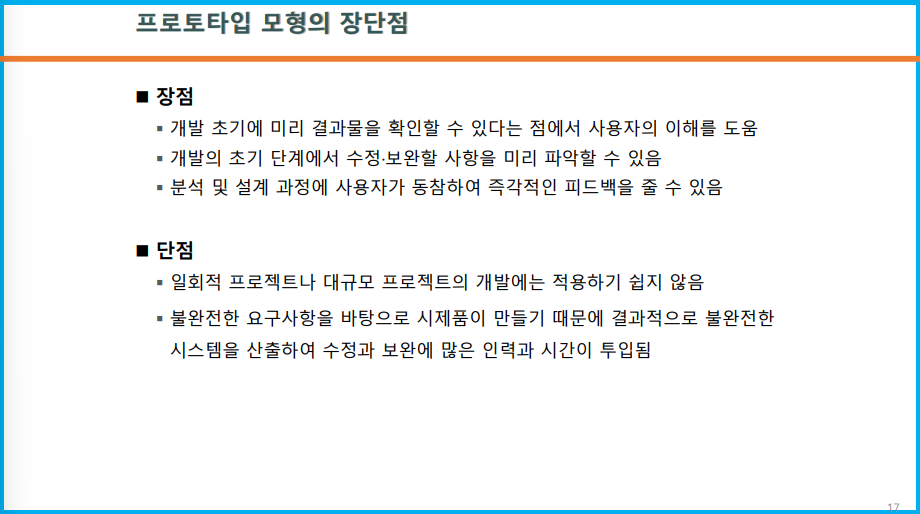 프로토타입 모형의 장단점
■ 장점
▪ 개발 초기에 미리 결과물을 확인할 수 있다는 점에서 사용자의 이해를 도움
▪ 개발의 초기 단계에서 수정·보완할 사항을 미리 파악할 수 있음
▪ 분석 및 설계 과정에 사용자가 동참하여 즉각적인 피드백을 줄 수 있음
■ 단점
▪ 일회적 프로젝트나 대규모 프로젝트의 개발에는 적용하기 쉽지 않음
▪ 불완전한 요구사항을 바탕으로 시제품이 만들기 때문에 결과적으로 불완전한
시스템을 산출하여 수정과 보완에 많은 인력과 시간이 투입됨
17